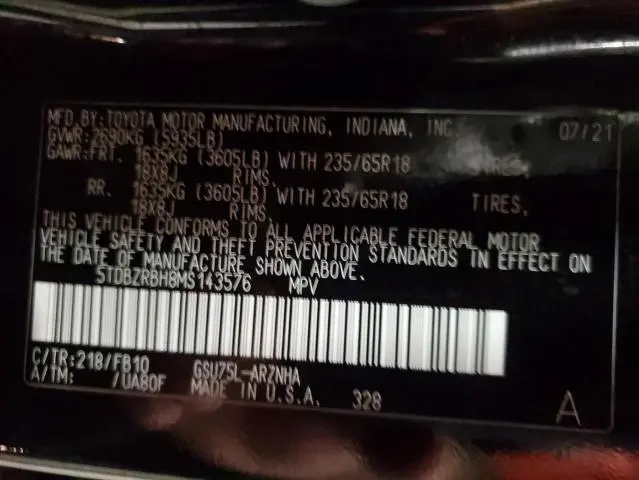 MFD.BY:TOYOTA MOTOR MANUFACTURING, INDIANA, INC. 07/21
GVWR:2690KG (5935LB)
GAWR:FRT. 1635KG (3605LB) WITH 235/65R18 TIRES,
18X8J RIMS,
RR. 1635KG (3605LB) WITH 235/65R18 TIRES,
18X8J RIMS,
THIS VEHICLE CONFORMS TO ALL APPLICABLE FEDERAL MOTOR
VEHICLE SAFETY AND THEFT PREVENTION STANDARDS IN EFFECT ON
THE DATE OF MANUFACTURE SHOWN ABOVE.
5TDBZRBH8MS143576 MPV
C/TR:218/FB10 GSU75L-ARZNHA
A/TM: /UA80F MADE IN U.S.A. 328
A